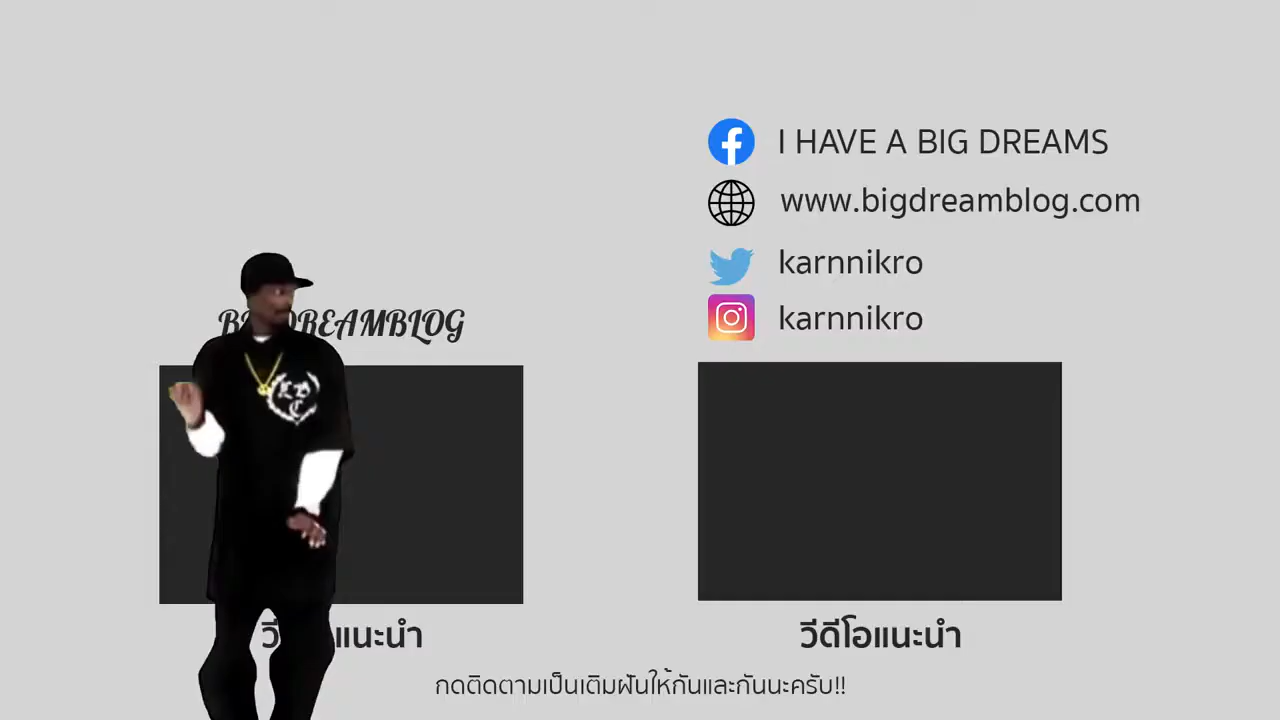 I HAVE A BIG DREAMS
www.bigdreamblog.com
karnnikro
karnnikro
DREAMBLOG
วีดีโอแนะนำ
แนะนำ
กดติดตามเป็นเติมฝันให้กันและกันนะครับ!!